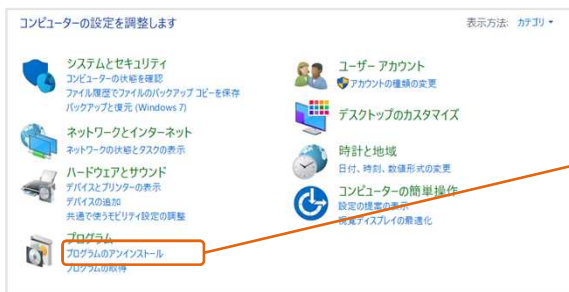 コンピューターの設定を調整します
表示方法: カテゴリ
システムとセキュリティ
コンピューターの状態を確認
ファイル履歴でファイルのバックアップ コピーを保存
バックアップと復元 (Windows 7)
ネットワークとインターネット
ネットワークの状態とタスクの表示
ハードウェアとサウンド
デバイスとプリンターの表示
デバイスの追加
共通で使うモビリティ設定の調整
プログラム
プログラムのアンインストール
プログラムの取得
ユーザー アカウント
アカウントの種類の変更
デスクトップのカスタマイズ
時計と地域
日付、時刻、数値形式の変更
コンピューターの簡単操作
設定の提案の表示
視覚ディスプレイの最適化